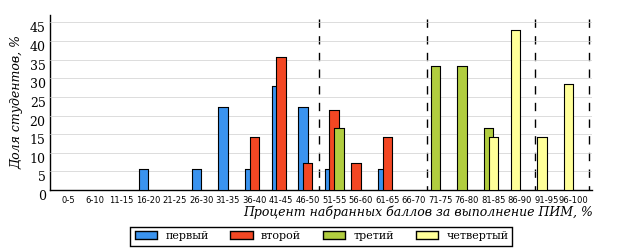 45
40
35
30
25
20
15
10
5
0
Доля студентов, %
0-5 6-10 11-15 16-20 21-25 26-30 31-35 36-40 41-45 46-50 51-55 56-60 61-65 66-70 71-75 76-80 81-85 86-90 91-95 96-100
Процент набранных баллов за выполнение ПИМ, %
первый второй третий четвертый